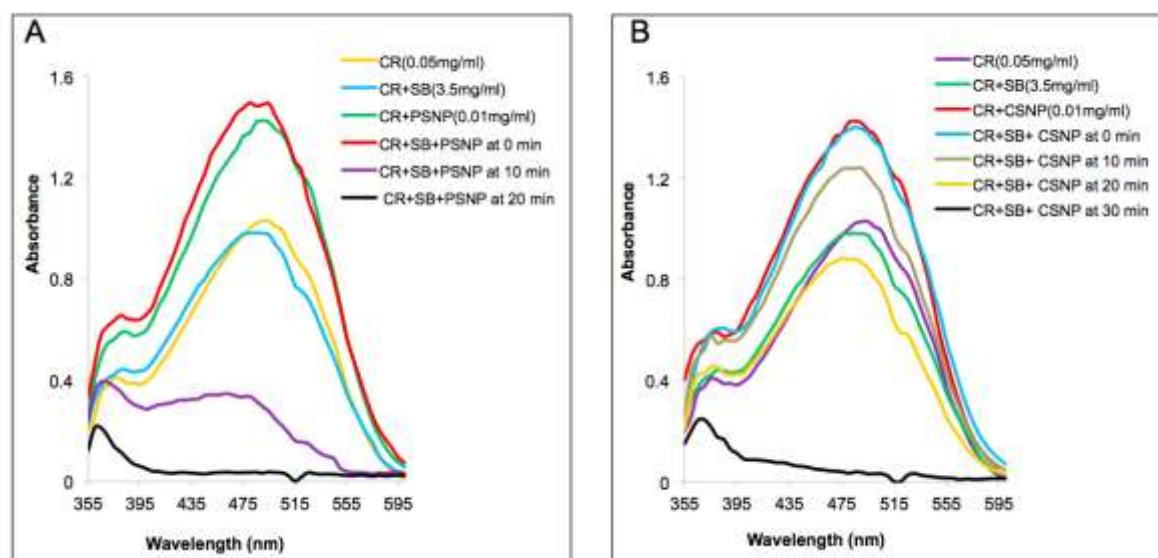 A
CR(0.05mg/ml)
CR+SB(3.5mg/ml)
CR+PSNP(0.01mg/ml)
CR+SB+PSNP at 0 min
CR+SB+PSNP at 10 min
CR+SB+PSNP at 20 min
1.6
1.2
0.8
0.4
0
Absorbance
355 395 435 475 515 555 595
Wavelength (nm)
B
CR(0.05mg/ml)
CR+SB(3.5mg/ml)
CR+CSNP(0.01mg/ml)
CR+SB+ CSNP at 0 min
CR+SB+ CSNP at 10 min
CR+SB+ CSNP at 20 min
CR+SB+ CSNP at 30 min
1.6
1.2
0.8
0.4
0
Absorbance
355 395 435 475 515 555 595
Wavelength (nm)